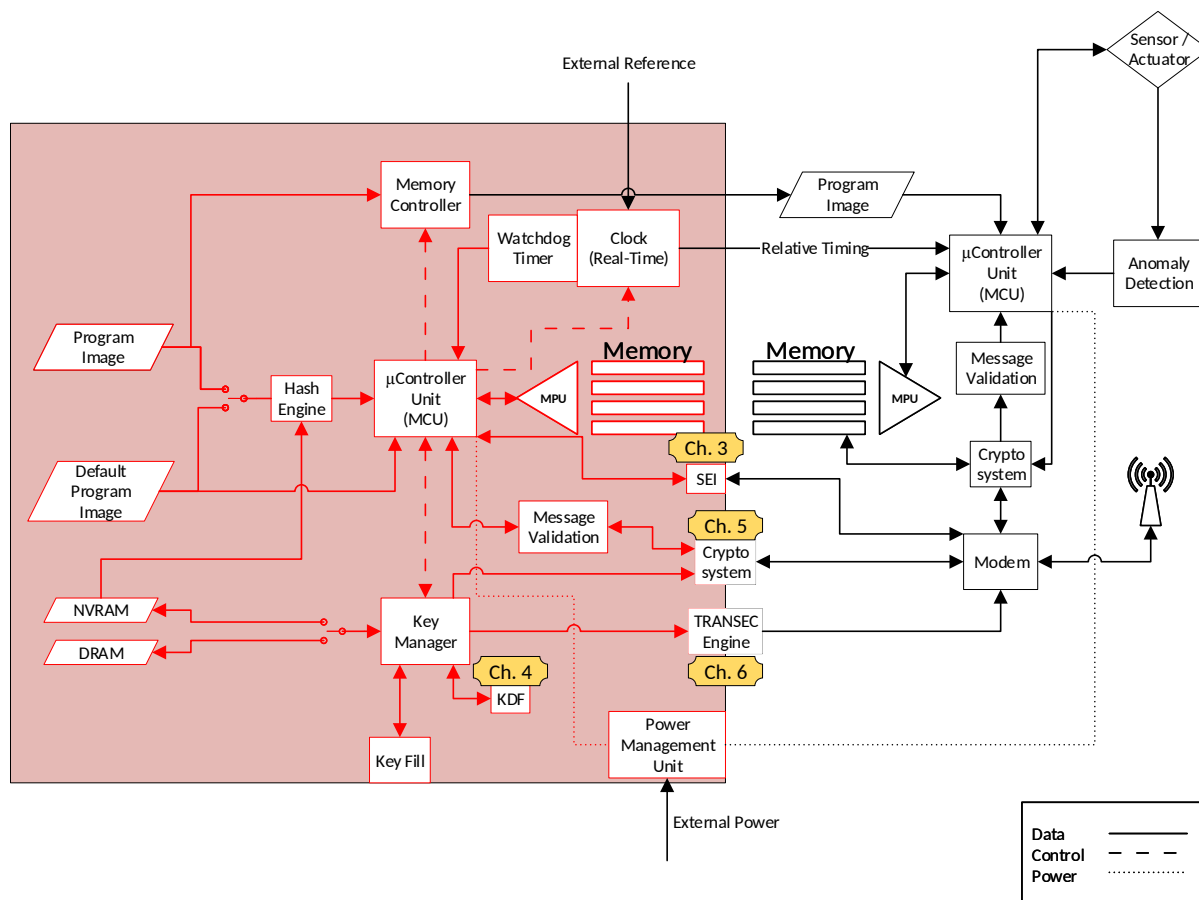 Sensor /
Actuator
External Reference
Memory
Controller
Program
Image
Watchdog
Timer
Clock
(Real-Time)
Relative Timing
μController
Unit
(MCU)
Anomaly
Detection
Program
Image
Memory
Memory
Message
Validation
Hash
Engine
μController
Unit
(MCU)
MPU
MPU
Ch. 3
Default
Program
Image
SEI
Crypto
system
Message
Validation
Ch. 5
Crypto
system
Modem
NVRAM
DRAM
Key
Manager
TRANSEC
Engine
Ch. 4
Ch. 6
KDF
Key Fill
Power
Management
Unit
External Power
Data
Control
Power